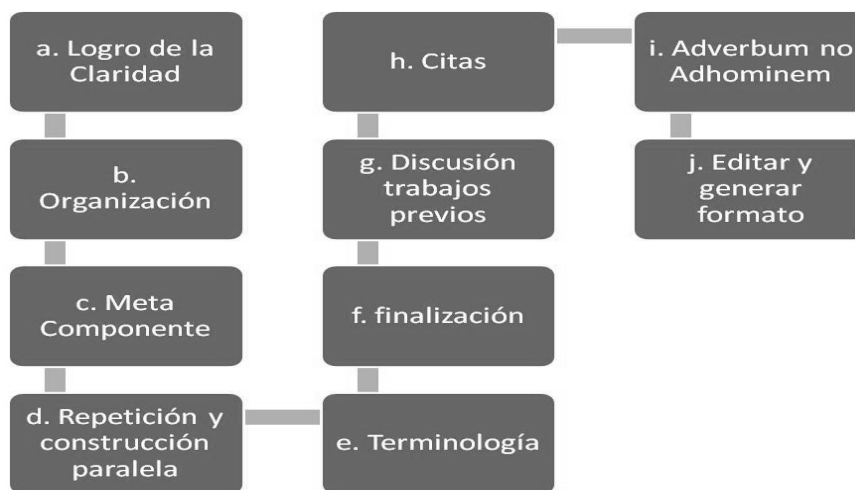 a. Logro de la
Claridad
b.
Organización
c. Meta
Componente
d. Repetición y
construcción
paralela
e. Terminología
f. finalización
g. Discusión
trabajos
previos
h. Citas
i. Adverbum no
Adhominem
j. Editar y
generar
formato